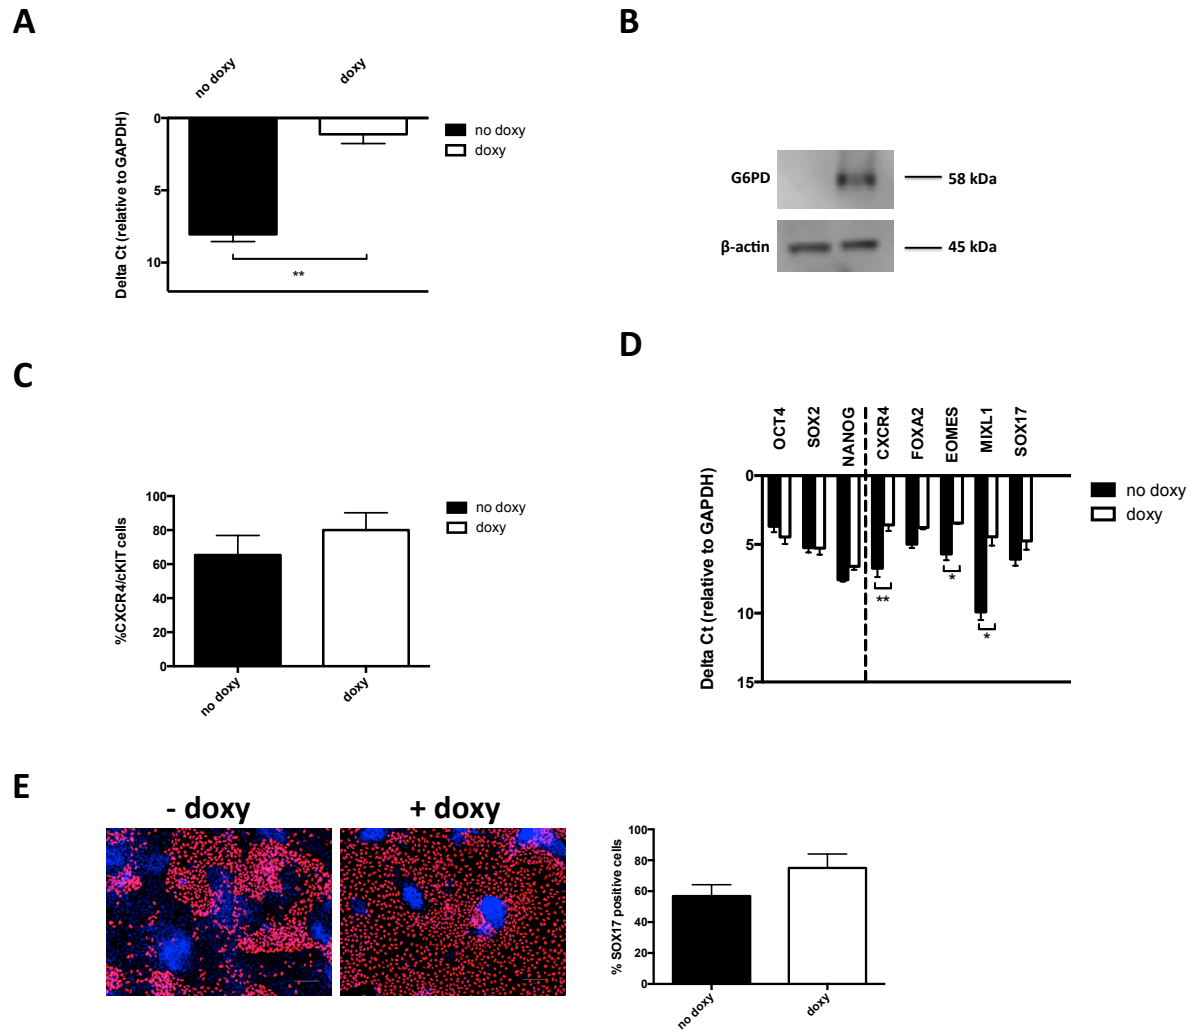 A
no doxy
doxy
Delta Ct (relative to GAPDH)
0
5
10
**
no doxy
doxy
B
G6PD
58 kDa
β-actin
45 kDa
C
%CXCR4/cKIT cells
100
80
60
40
20
0
no doxy
doxy
no doxy
doxy
D
OCT4
SOX2
NANOG
CXCR4
FOXA2
EOMES
MIXL1
SOX17
Delta Ct (relative to GAPDH)
0
5
10
15
**
*
*
no doxy
doxy
E
- doxy
+ doxy
% SOX17 positive cells
100
80
60
40
20
0
no doxy
doxy